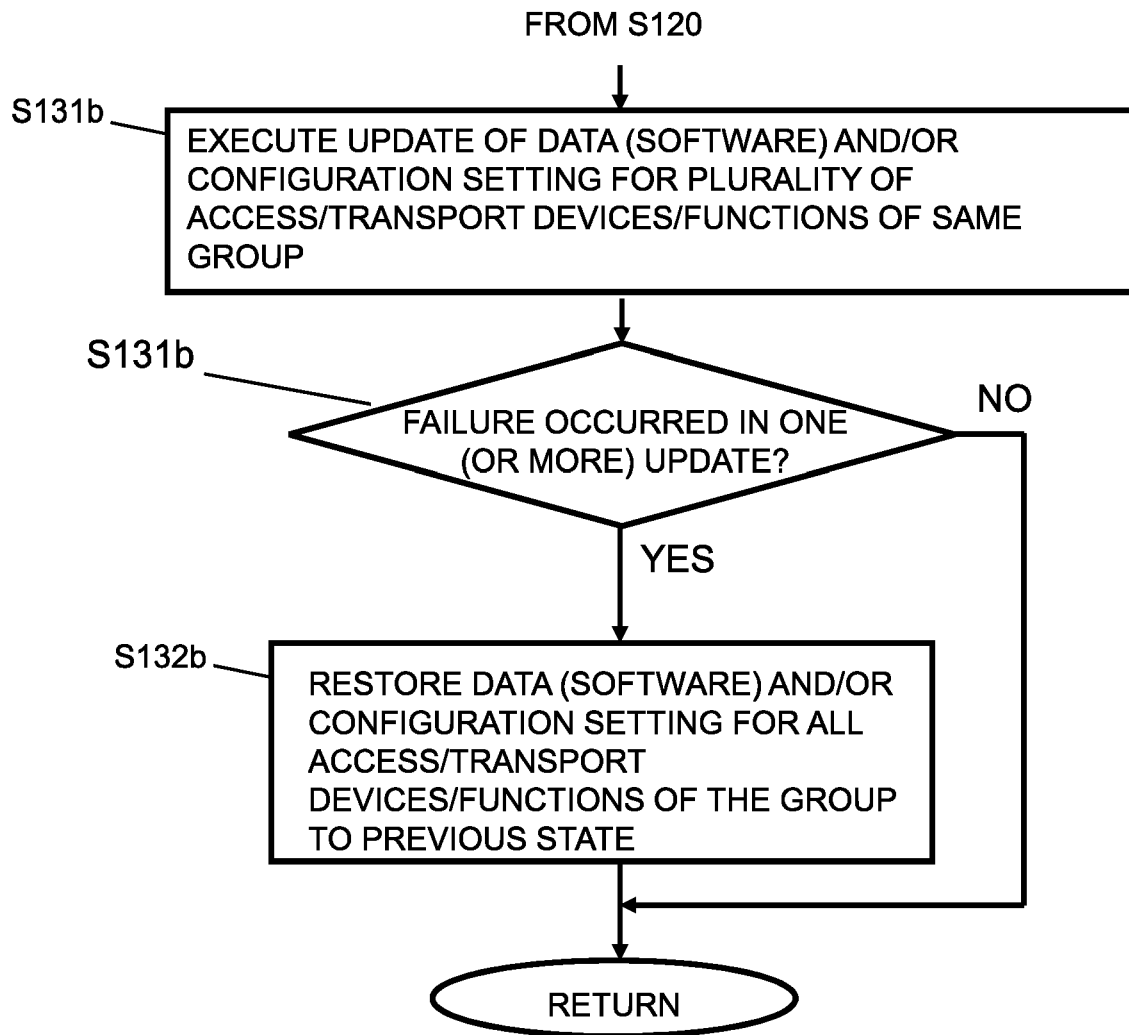 FROM S120
S131b
EXECUTE UPDATE OF DATA (SOFTWARE) AND/OR
CONFIGURATION SETTING FOR PLURALITY OF
ACCESS/TRANSPORT DEVICES/FUNCTIONS OF SAME
GROUP
S131b
NO
FAILURE OCCURRED IN ONE
(OR MORE) UPDATE?
YES
S132b
RESTORE DATA (SOFTWARE) AND/OR
CONFIGURATION SETTING FOR ALL
ACCESS/TRANSPORT
DEVICES/FUNCTIONS OF THE GROUP
TO PREVIOUS STATE
RETURN